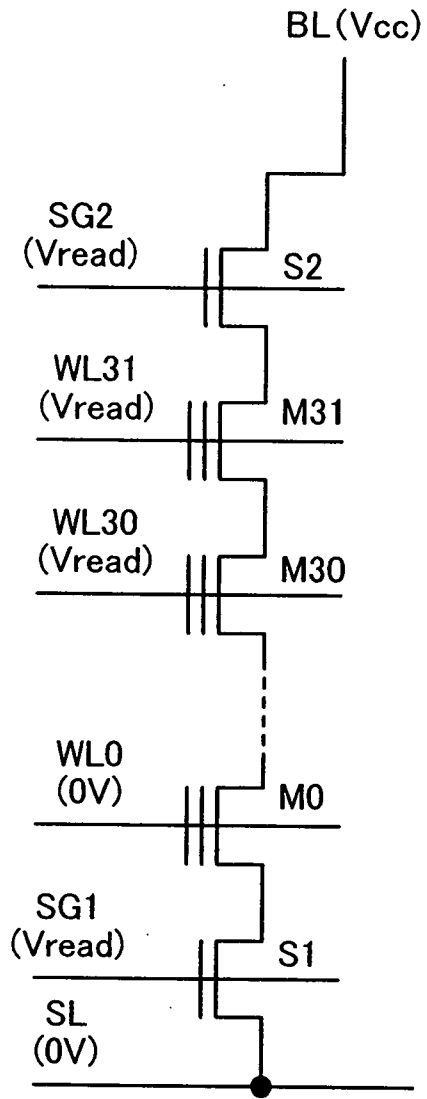 BL(Vcc)
SG2
(Vread)
S2
WL31
(Vread)
M31
WL30
(Vread)
M30
WL0
(0V)
M0
SG1
(Vread)
S1
SL
(0V)